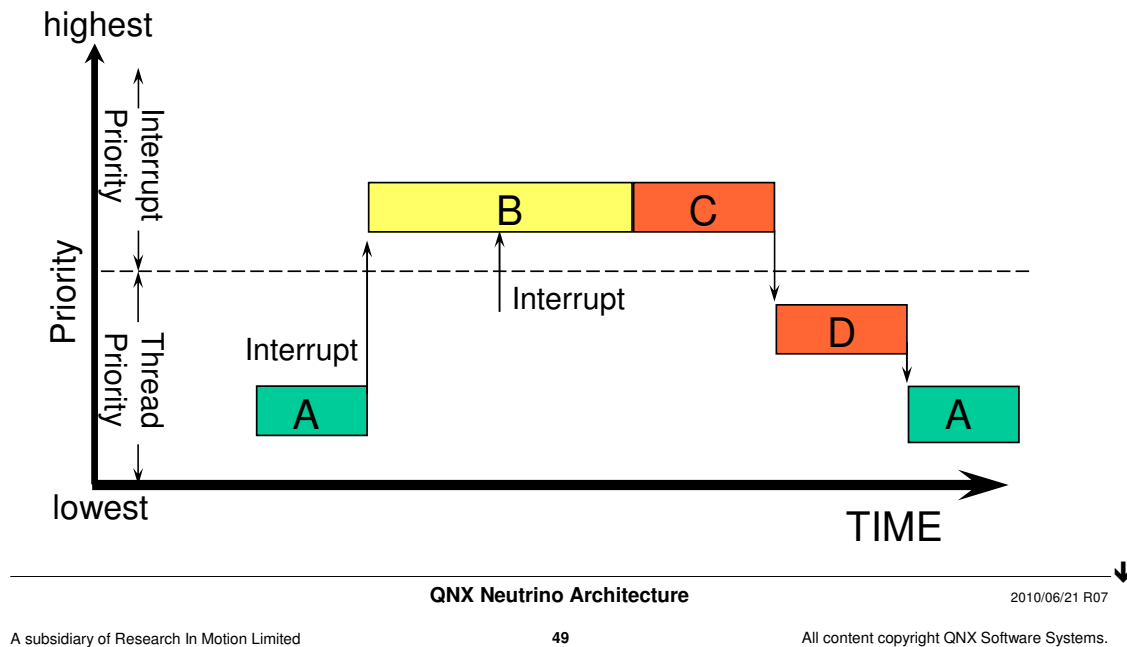 highest
Interrupt
Priority
B
C
Priority
Interrupt
D
Interrupt
Thread
Priority
A
A
lowest
TIME
QNX Neutrino Architecture
2010/06/21 R07
A subsidiary of Research In Motion Limited
49
All content copyright QNX Software Systems.